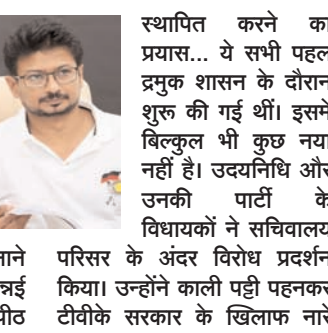 स्थापित करने का
प्रयास... ये सभी पहल
द्रमुक शासन के दौरान
शुरू की गई थीं। इसमें
बिल्कुल भी कुछ नया
नहीं है। उदयनिधि और
उनकी पार्टी के
विधायकों ने सचिवालय
परिसर के अंदर विरोध प्रदर्शन
किया। उन्होंने काली पट्टी पहनकर
टीवीके सरकार के खिलाफ नारे